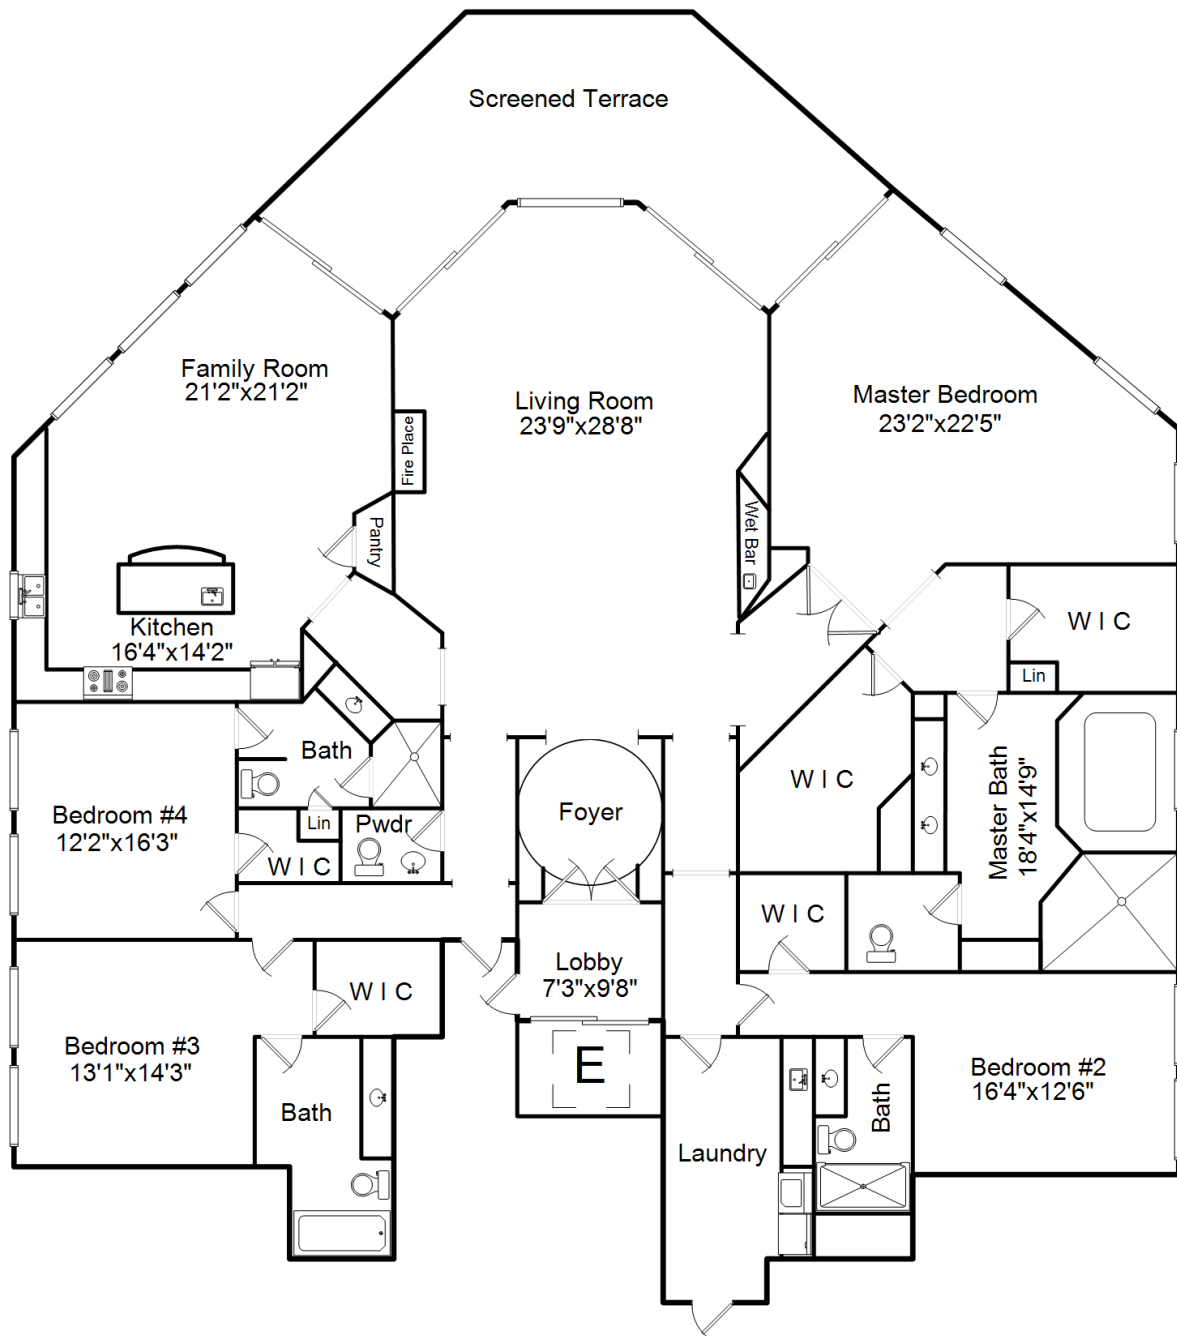 Screened Terrace
Family Room
21'2"x21'2"
Living Room
23'9"x28'8"
Master Bedroom
23'2"x22'5"
Fire Place
Pantry
Wet Bar
Kitchen
16'4"x14'2"
W I C
Lin
Bath
W I C
Master Bath
18'4"x14'9"
Bedroom #4
12'2"x16'3"
Lin
Pwdr
Foyer
W I C
W I C
Lobby
7'3"x9'8"
W I C
Bedroom #3
13'1"x14'3"
E
Bedroom #2
16'4"x12'6"
Bath
Bath
Laundry